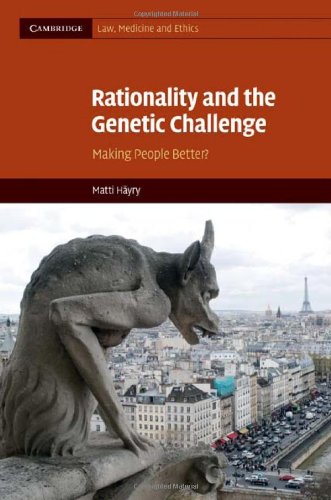 CAMBRIDGE Law, Medicine and Ethics
Rationality and the
Genetic Challenge
Making People Better?
Matti Häyry